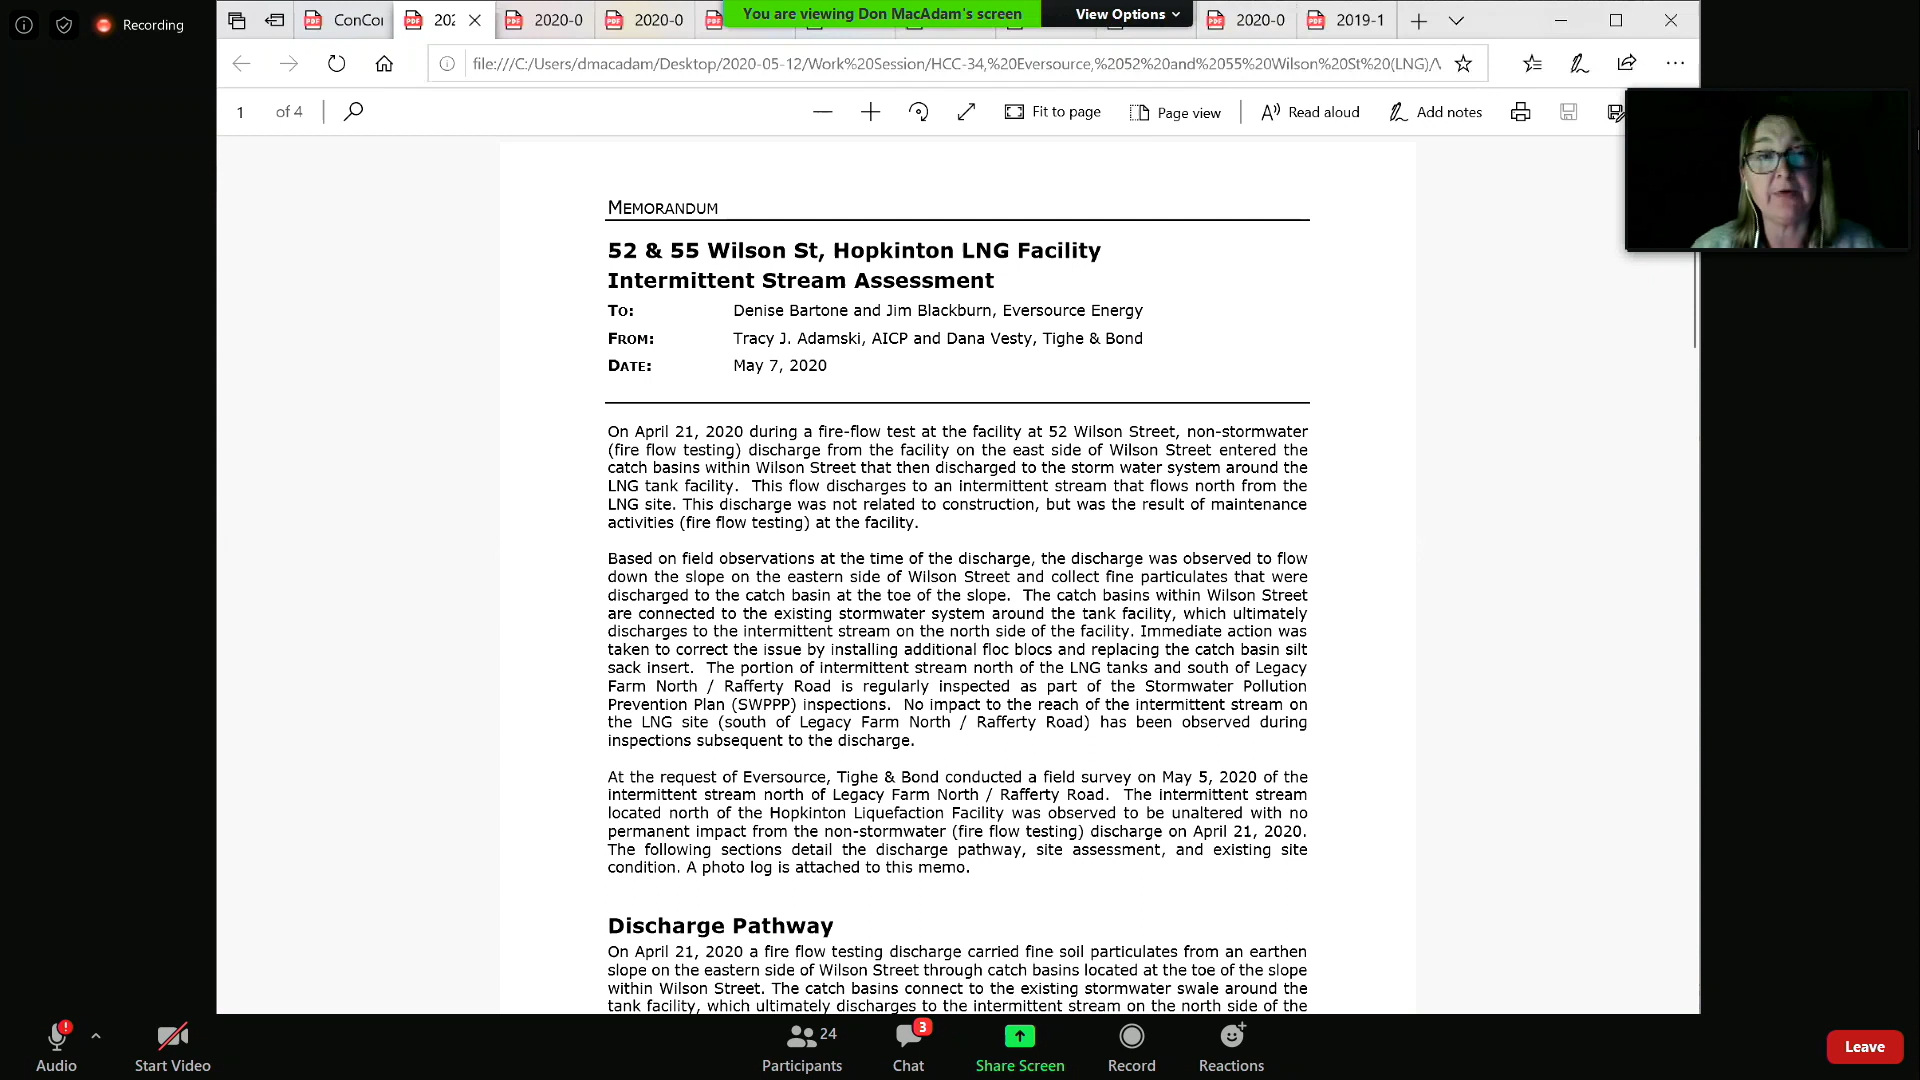 Recording
ConCor
202
2020-0
2020-0
You are viewing Don MacAdam's screen
View Options
2020-0
2019-1
file:///C:/Users/dmacadam/Desktop/2020-05-12/Work%20Session/HCC-34,%20Eversource,%2052%20and%2055%20Wilson%20St%20(LNG)/V
1 of 4
Fit to page
Page view
Read aloud
Add notes
MEMORANDUM
52 & 55 Wilson St, Hopkinton LNG Facility
Intermittent Stream Assessment
TO: Denise Bartone and Jim Blackburn, Eversource Energy
FROM: Tracy J. Adamski, AICP and Dana Vesty, Tighe & Bond
DATE: May 7, 2020
On April 21, 2020 during a fire-flow test at the facility at 52 Wilson Street, non-stormwater
(fire flow testing) discharge from the facility on the east side of Wilson Street entered the
catch basins within Wilson Street that then discharged to the storm water system around the
LNG tank facility. This flow discharges to an intermittent stream that flows north from the
LNG site. This discharge was not related to construction, but was the result of maintenance
activities (fire flow testing) at the facility.
Based on field observations at the time of the discharge, the discharge was observed to flow
down the slope on the eastern side of Wilson Street and collect fine particulates that were
discharged to the catch basin at the toe of the slope. The catch basins within Wilson Street
are connected to the existing stormwater system around the tank facility, which ultimately
discharges to the intermittent stream on the north side of the facility. Immediate action was
taken to correct the issue by installing additional floc blocs and replacing the catch basin silt
sack insert. The portion of intermittent stream north of the LNG tanks and south of Legacy
Farm North / Rafferty Road is regularly inspected as part of the Stormwater Pollution
Prevention Plan (SWPPP) inspections. No impact to the reach of the intermittent stream on
the LNG site (south of Legacy Farm North / Rafferty Road) has been observed during
inspections subsequent to the discharge.
At the request of Eversource, Tighe & Bond conducted a field survey on May 5, 2020 of the
intermittent stream north of Legacy Farm North / Rafferty Road. The intermittent stream
located north of the Hopkinton Liquefaction Facility was observed to be unaltered with no
permanent impact from the non-stormwater (fire flow testing) discharge on April 21, 2020.
The following sections detail the discharge pathway, site assessment, and existing site
condition. A photo log is attached to this memo.
Discharge Pathway
On April 21, 2020 a fire flow testing discharge carried fine soil particulates from an earthen
slope on the eastern side of Wilson Street through catch basins located at the toe of the slope
within Wilson Street. The catch basins connect to the existing stormwater swale around the
tank facility, which ultimately discharges to the intermittent stream on the north side of the
Audio
Start Video
Participants 24
Chat 3
Share Screen
Record
Reactions
Leave